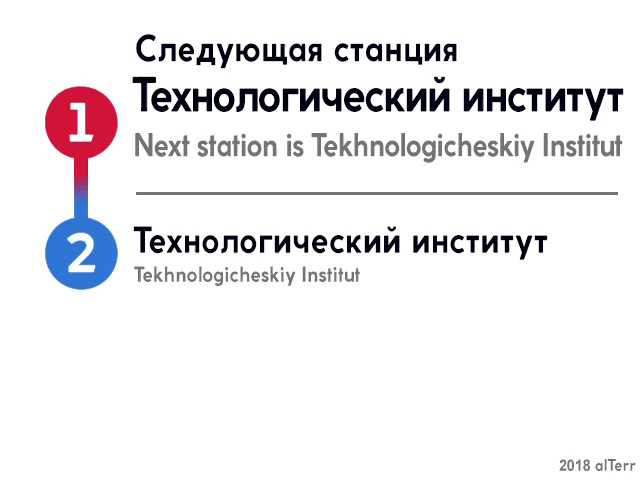 Следующая станция
1
Технологический институт
Next station is Tekhnologicheskiy Institut
2
Технологический институт
Tekhnologicheskiy Institut
2018 alTerr